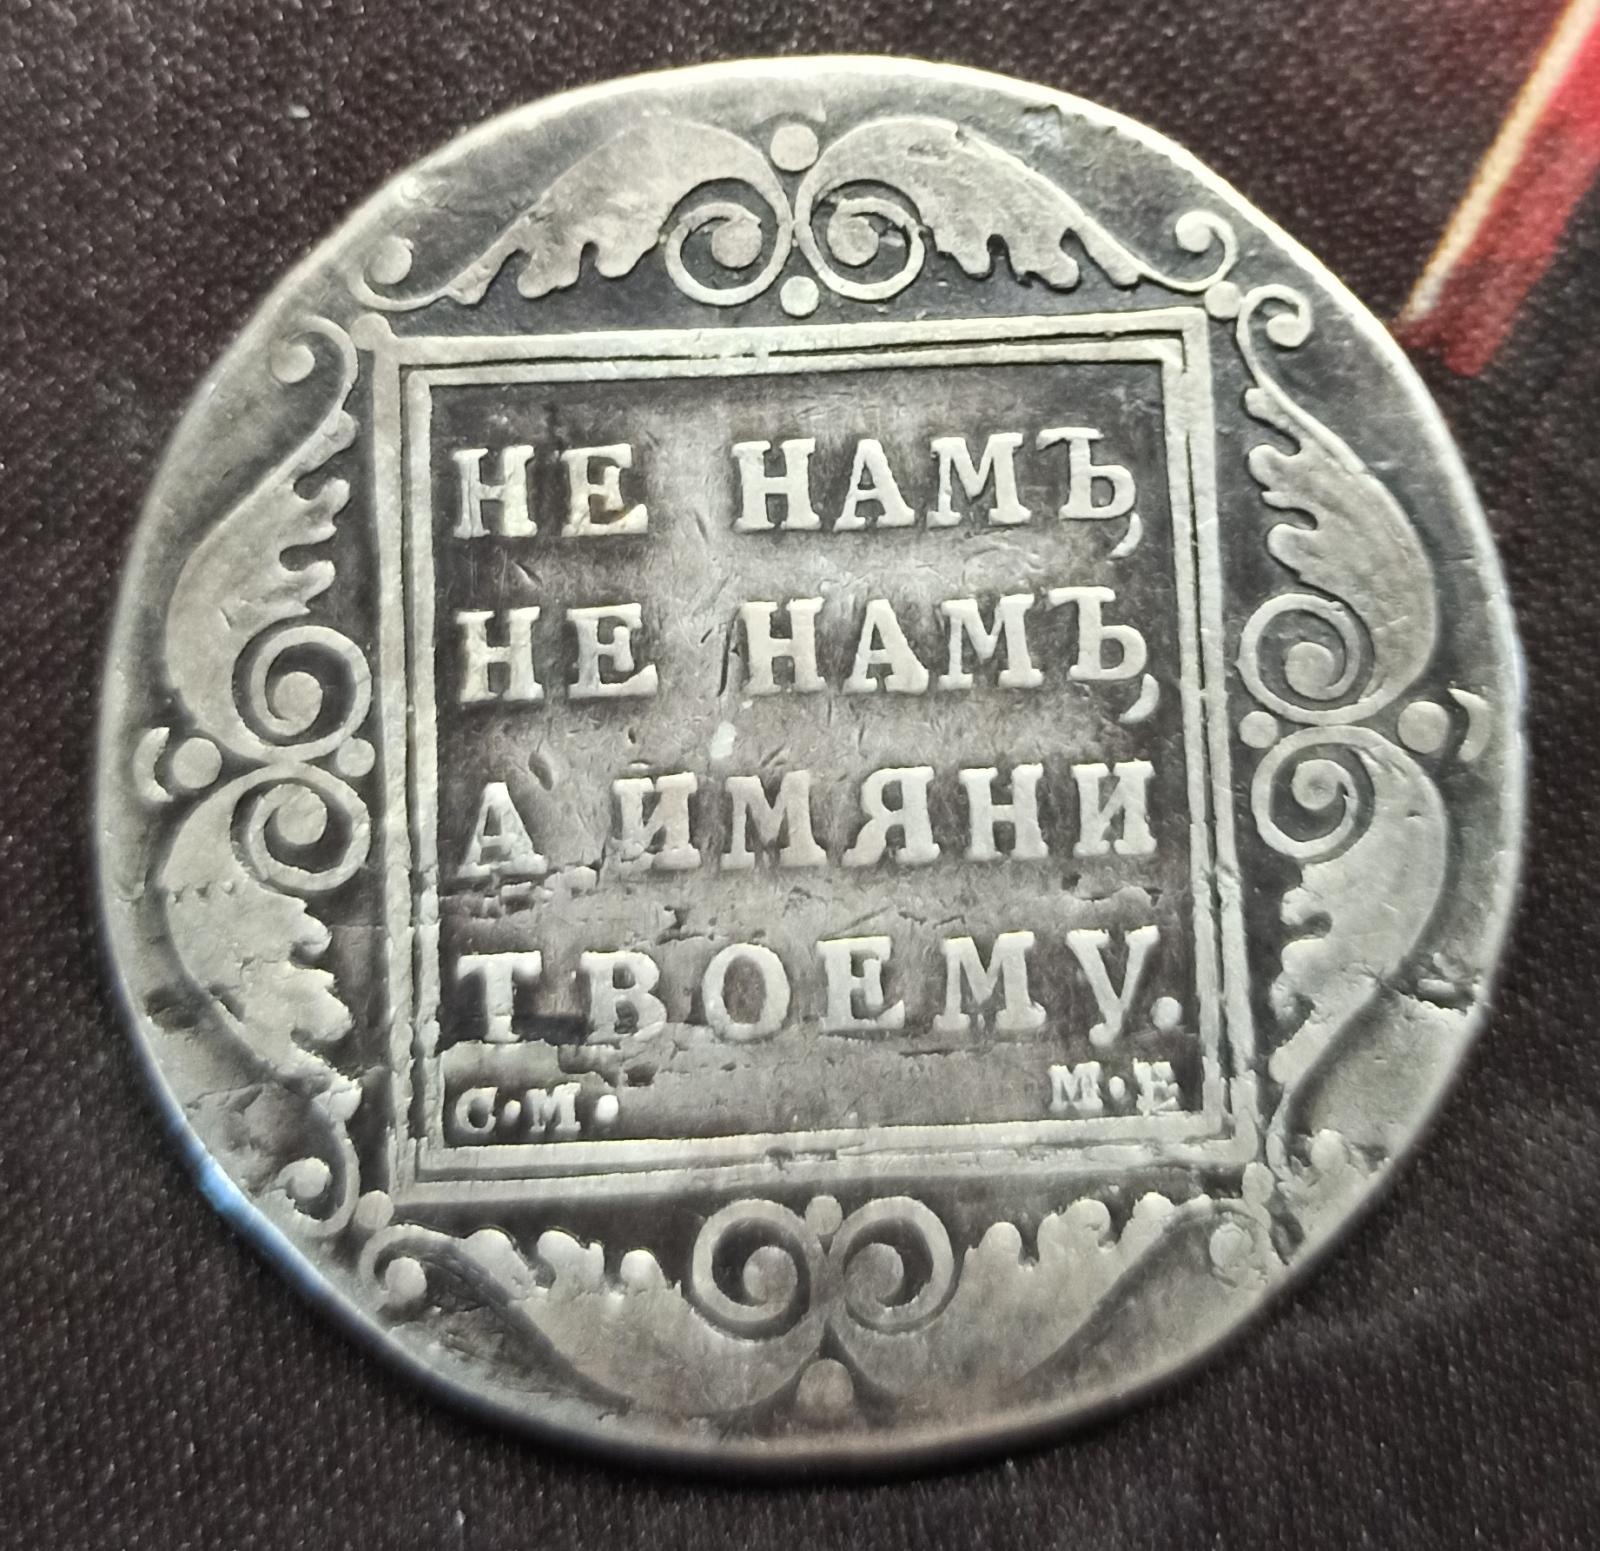 НЕ НАМЪ,
НЕ НАМЪ,
А ИМЯНИ
ТВОЕМУ.
С·М· М·Б